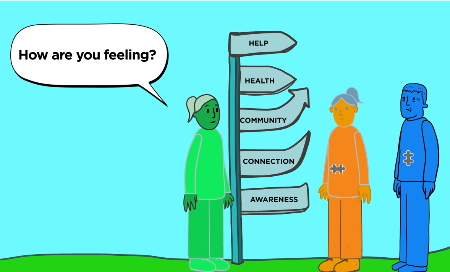 How are you feeling?
HELP
HEALTH
COMMUNITY
CONNECTION
AWARENESS